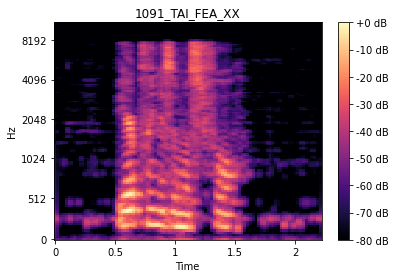 1091_TAI_FEA_XX
+0 dB
8192
-10 dB
4096
-20 dB
-30 dB
2048
Hz
-40 dB
1024
-50 dB
512
-60 dB
-70 dB
0
-80 dB
0
0.5
1
1.5
2
Time